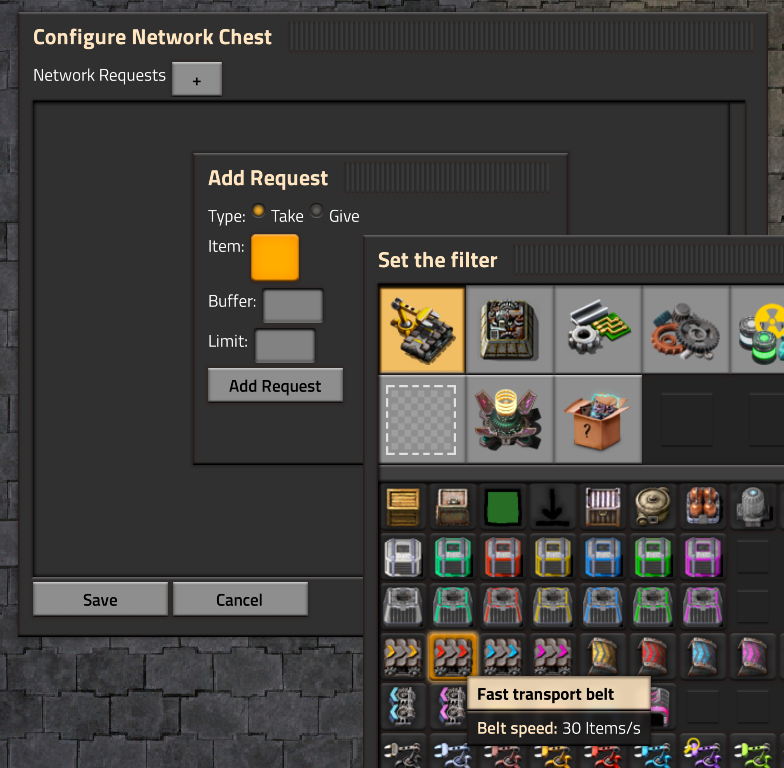 Configure Network Chest
Network Requests +
Add Request
Type: Take Give
Item:
Buffer:
Limit:
Add Request
Set the filter
?
Save
Cancel
Fast transport belt
Belt speed: 30 Items/s